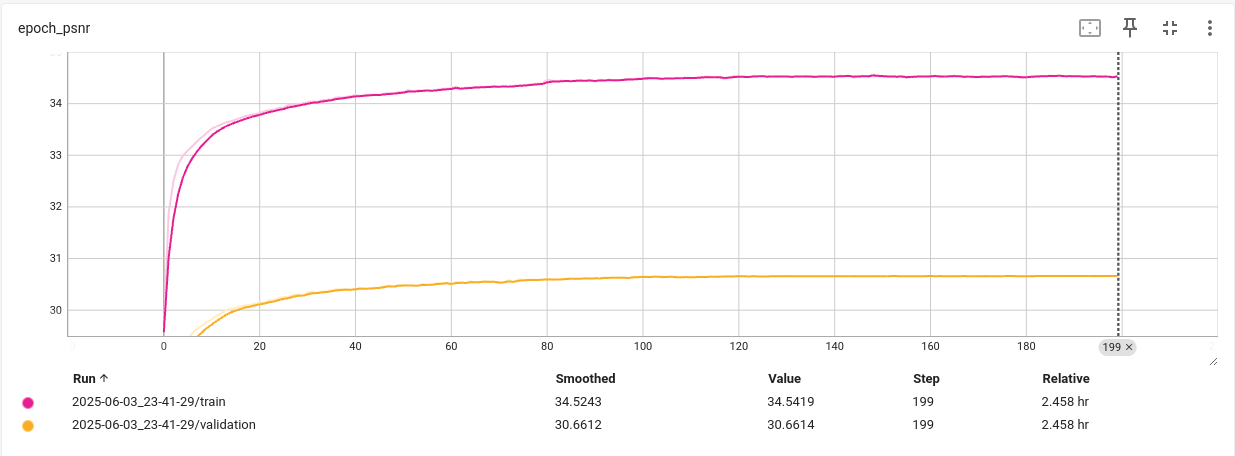 epoch_psnr
34
33
32
31
30
0 20 40 60 80 100 120 140 160 180 199 ×
Run ↑ Smoothed Value Step Relative
2025-06-03_23-41-29/train 34.5243 34.5419 199 2.458 hr
2025-06-03_23-41-29/validation 30.6612 30.6614 199 2.458 hr